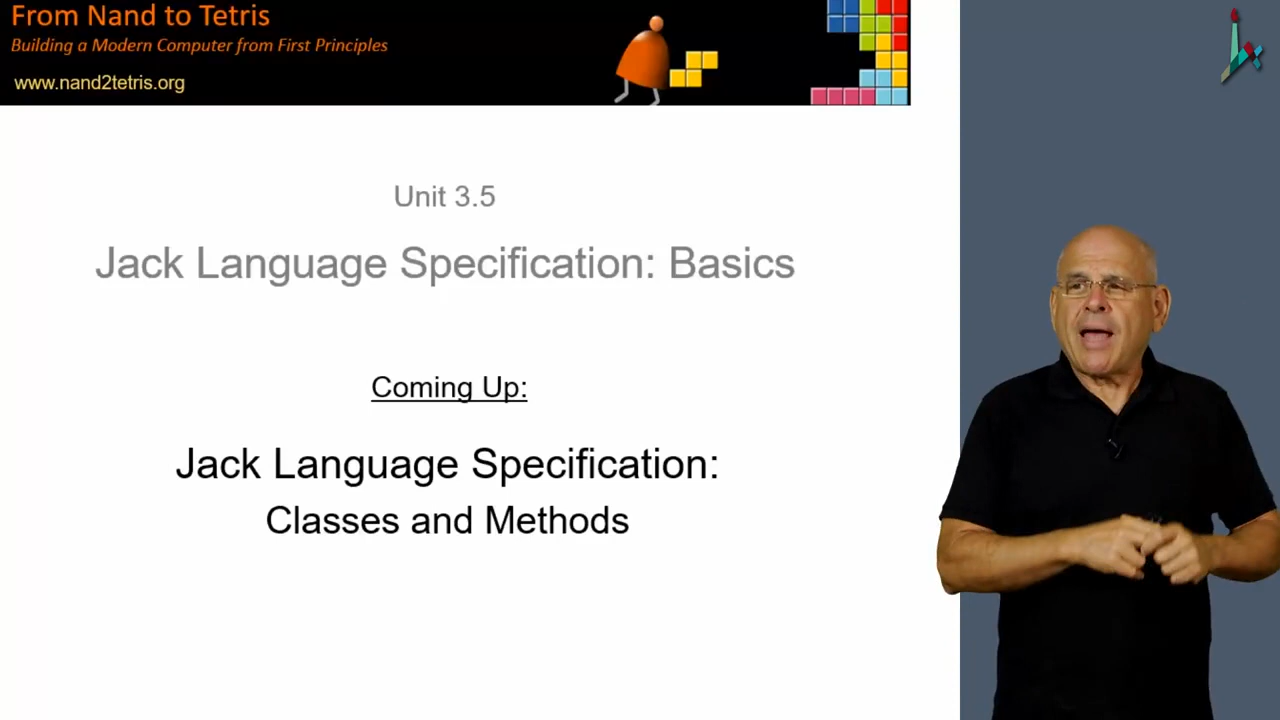 From Nand to Tetris
Building a Modern Computer from First Principles
www.nand2tetris.org
Unit 3.5
Jack Language Specification: Basics
Coming Up:
Jack Language Specification:
Classes and Methods